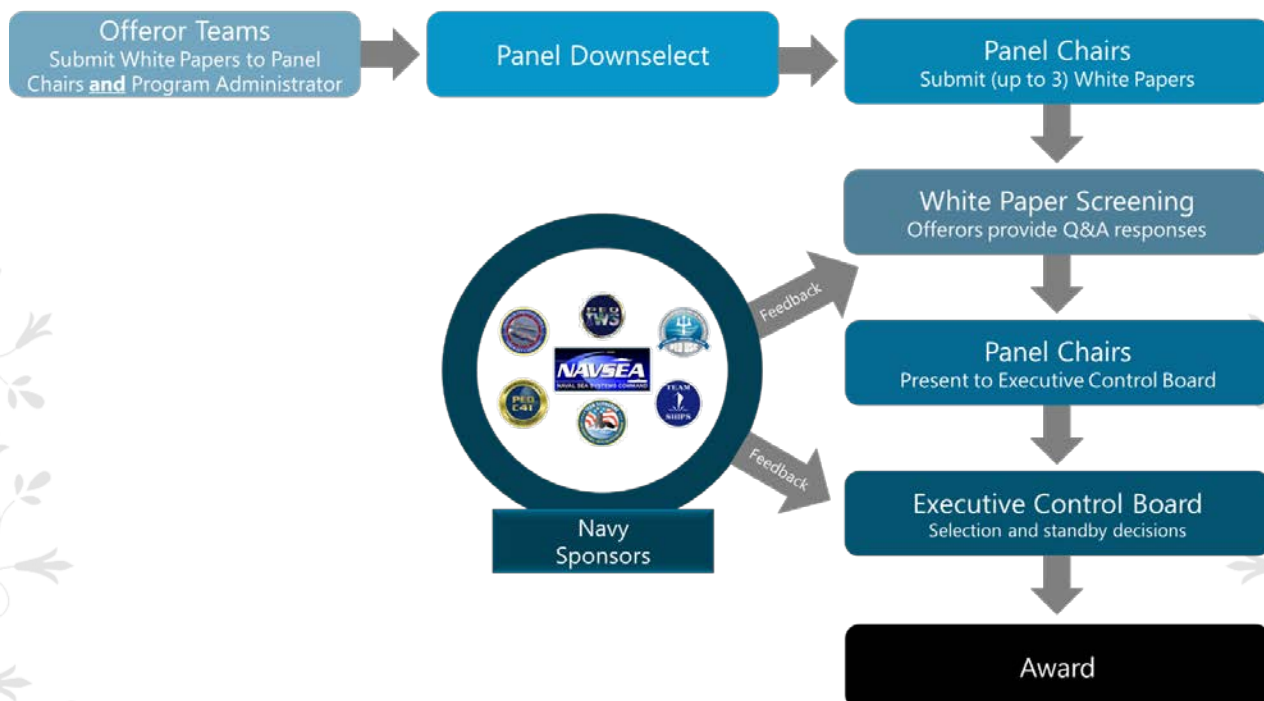 Offeror Teams
Submit White Papers to Panel
Chairs and Program Administrator
Panel Downselect
Panel Chairs
Submit (up to 3) White Papers
White Paper Screening
Offerors provide Q&A responses
Feedback
Panel Chairs
Present to Executive Control Board
Feedback
Executive Control Board
Selection and standby decisions
Award
PEO
IWS
NAVSEA
NAVAL SEA SYSTEMS COMMAND
PEO
C4I
TEAM
SHIPS
Navy
Sponsors